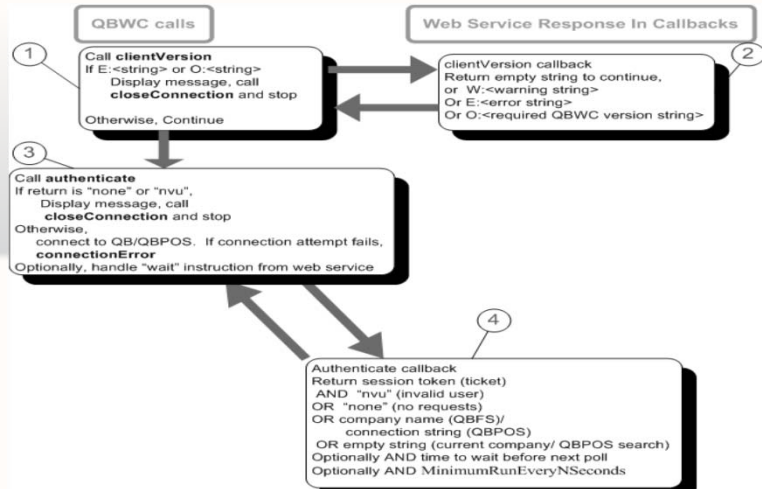 QBWC calls
Web Service Response In Callbacks
1
Call clientVersion
If E:<string> or O:<string>
Display message, call
closeConnection and stop
Otherwise, Continue
2
clientVersion callback
Return empty string to continue,
or W:<warning string>
Or E:<error string>
Or O:<required QBWC version string>
3
Call authenticate
If return is "none" or "nvu",
Display message, call
closeConnection and stop
Otherwise,
connect to QB/QBPOS. If connection attempt fails,
connectionError
Optionally, handle "wait" instruction from web service
4
Authenticate callback
Return session token (ticket)
AND "nvu" (invalid user)
OR "none" (no requests)
OR company name (QBFS)/
connection string (QBPOS)
OR empty string (current company/ QBPOS search)
Optionally AND time to wait before next poll
Optionally AND MinimumRunEveryNSeconds